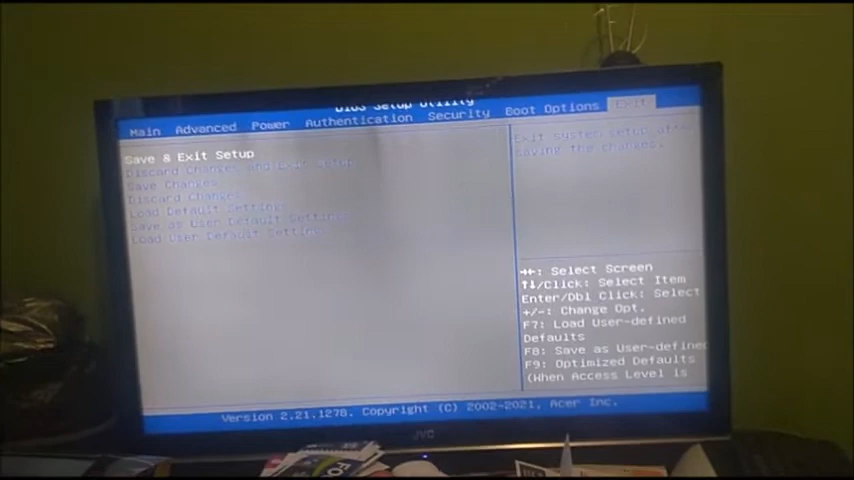 BIOS Setup Utility
Main Advanced Power Authentication Security Boot Options Exit
Save & Exit Setup
Discard Changes and Exit Setup
Save Changes
Discard Changes
Load Default Settings
Save as User Default Settings
Load User Default Settings
Exit system setup after
saving the changes.
→←: Select Screen
↑↓/Click: Select Item
Enter/Dbl Click: Select
+/-: Change Opt.
F7: Load User-defined
Defaults
F8: Save as User-defined
F9: Optimized Defaults
(When Access Level is
Version 2.21.1278. Copyright (C) 2002-2021, Acer Inc.
JVC